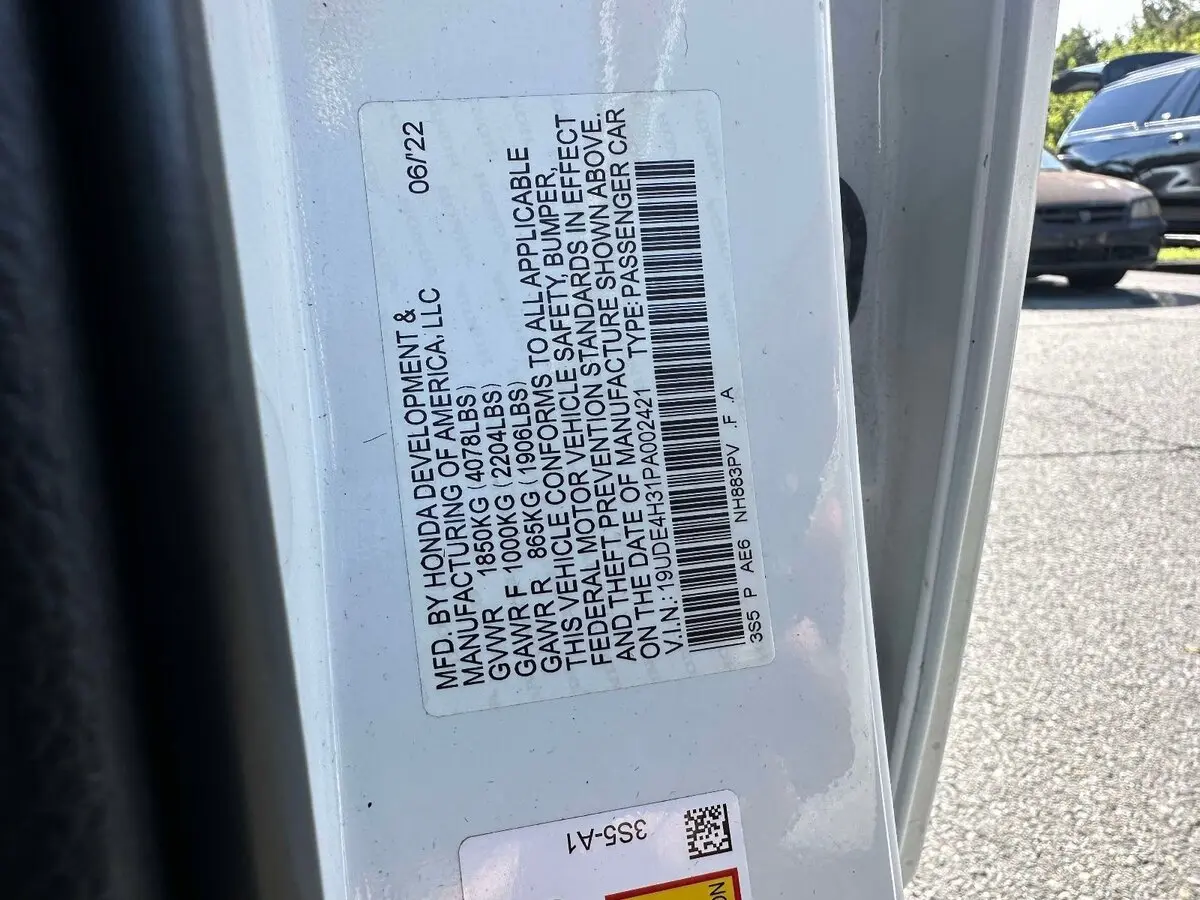 MFD. BY HONDA DEVELOPMENT &
MANUFACTURING OF AMERICA, LLC 06/'22
GVWR 1850KG (4078LBS)
GAWR F 1000KG (2204LBS)
GAWR R 865KG (1906LBS)
THIS VEHICLE CONFORMS TO ALL APPLICABLE
FEDERAL MOTOR VEHICLE SAFETY, BUMPER,
AND THEFT PREVENTION STANDARDS IN EFFECT
ON THE DATE OF MANUFACTURE SHOWN ABOVE.
V.I.N.: 19UDE4H31PA002421 TYPE: PASSENGER CAR
3S5 P AE6 NH883PV .F A
3S5-A1